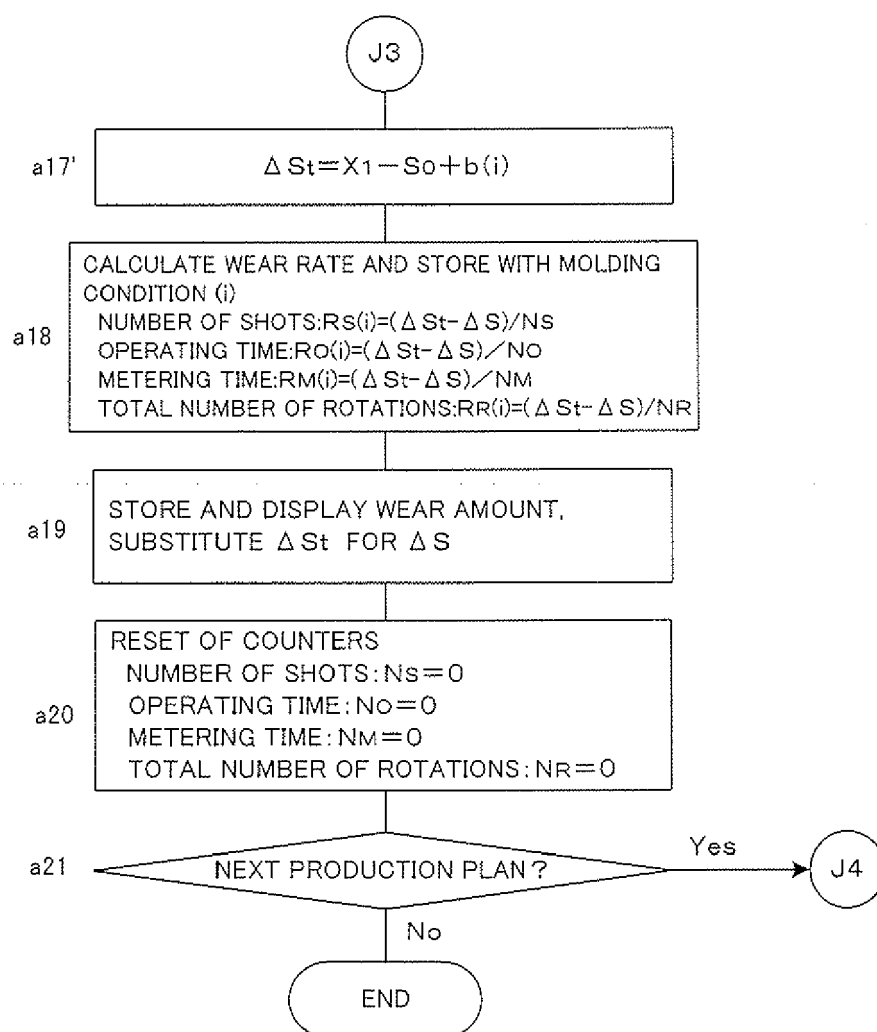 J3
a17'
ΔSt=X1-S0+b(i)
a18
CALCULATE WEAR RATE AND STORE WITH MOLDING
CONDITION (i)
NUMBER OF SHOTS:RS(i)=(ΔSt-ΔS)/NS
OPERATING TIME:RO(i)=(ΔSt-ΔS)/NO
METERING TIME:RM(i)=(ΔSt-ΔS)/NM
TOTAL NUMBER OF ROTATIONS:RR(i)=(ΔSt-ΔS)/NR
a19
STORE AND DISPLAY WEAR AMOUNT,
SUBSTITUTE ΔSt FOR ΔS
a20
RESET OF COUNTERS
NUMBER OF SHOTS:NS=0
OPERATING TIME:NO=0
METERING TIME:NM=0
TOTAL NUMBER OF ROTATIONS:NR=0
a21
NEXT PRODUCTION PLAN?
Yes
J4
No
END